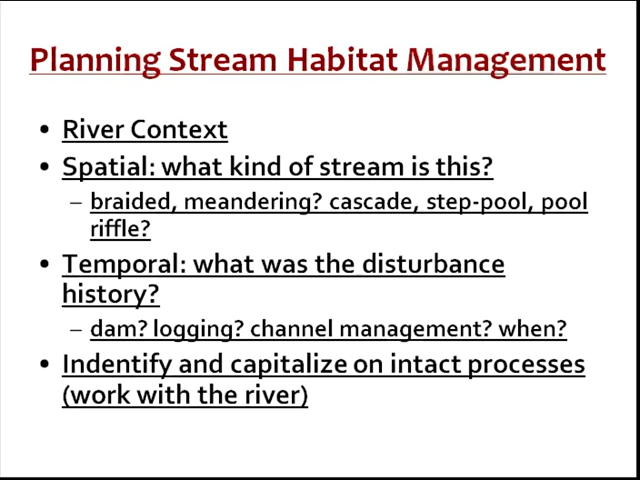 Planning Stream Habitat Management
• River Context
• Spatial: what kind of stream is this?
– braided, meandering? cascade, step-pool, pool
riffle?
• Temporal: what was the disturbance
history?
– dam? logging? channel management? when?
• Indentify and capitalize on intact processes
(work with the river)